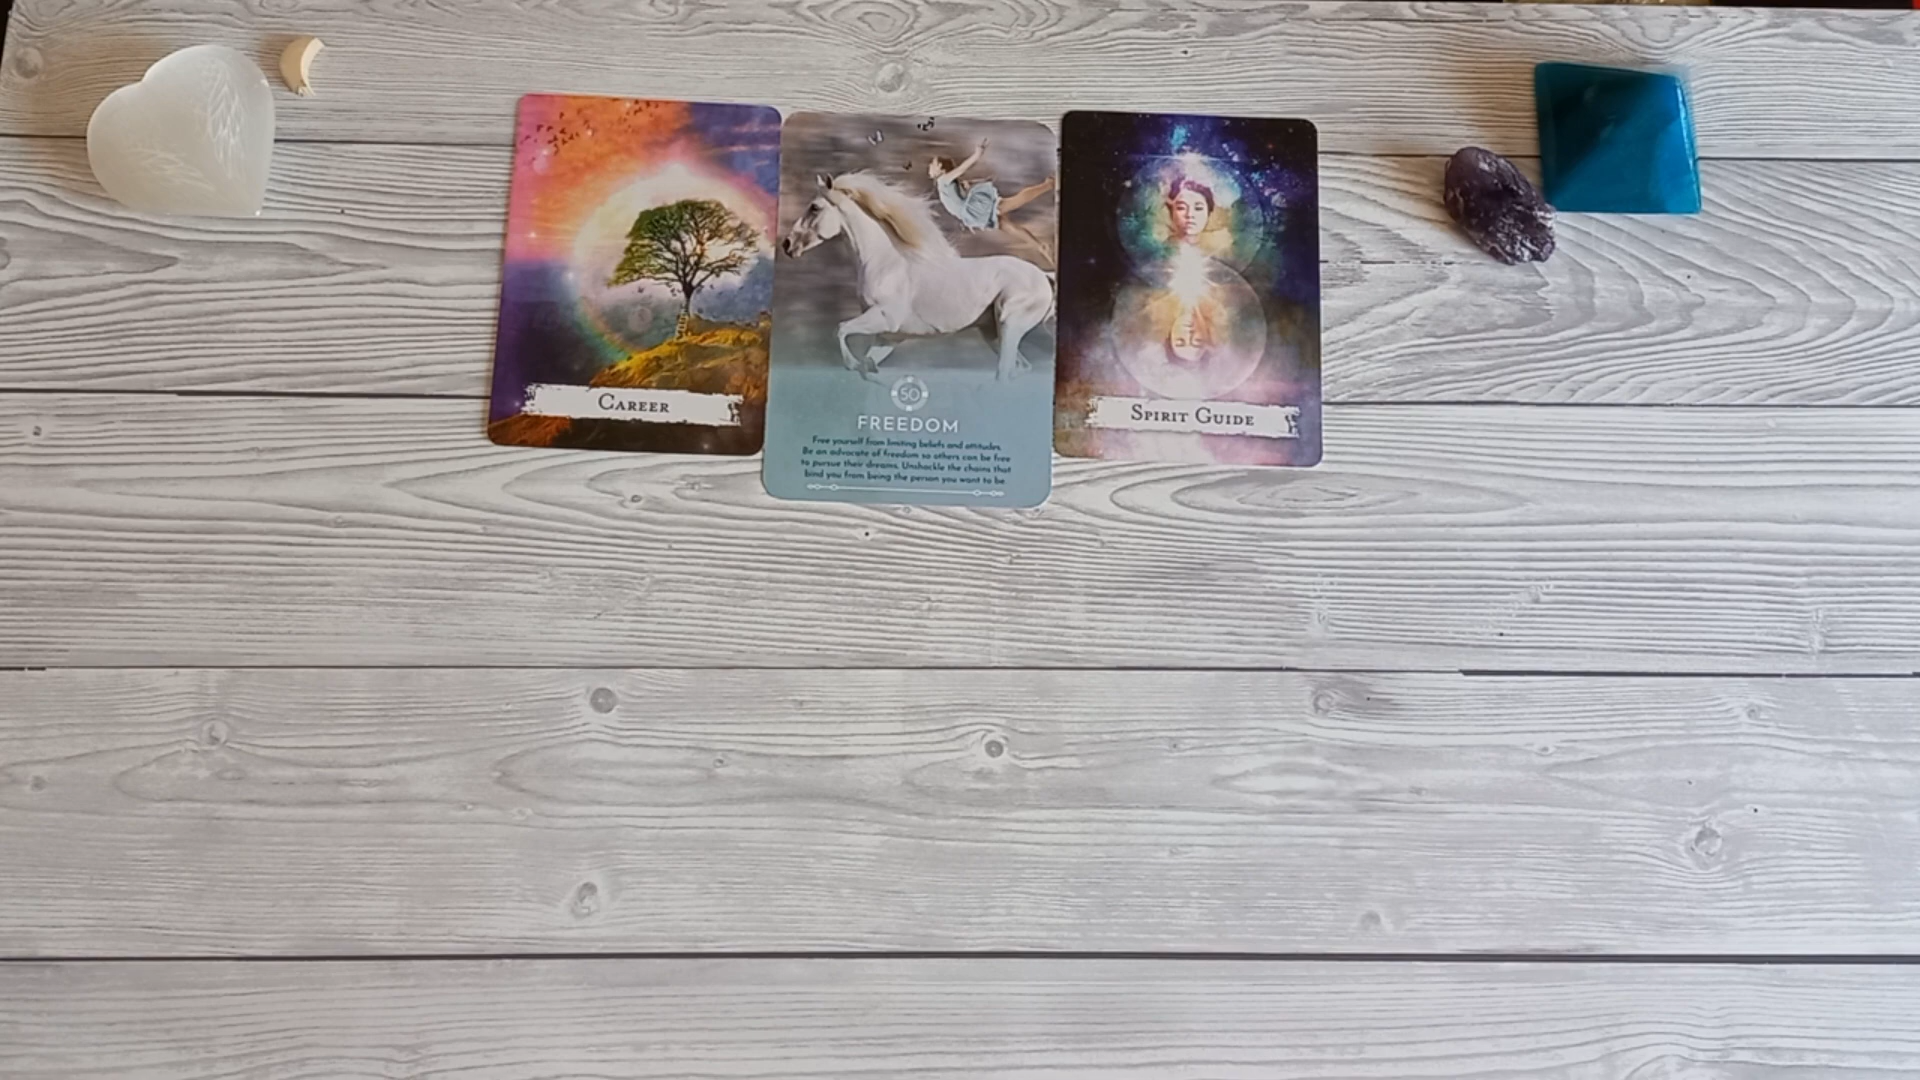 CAREER
50
FREEDOM
Free yourself from limiting beliefs and attitudes.
Be an advocate of freedom so others can be free
to pursue their dreams. Unshackle the chains that
bind you from being the person you want to be
SPIRIT GUIDE